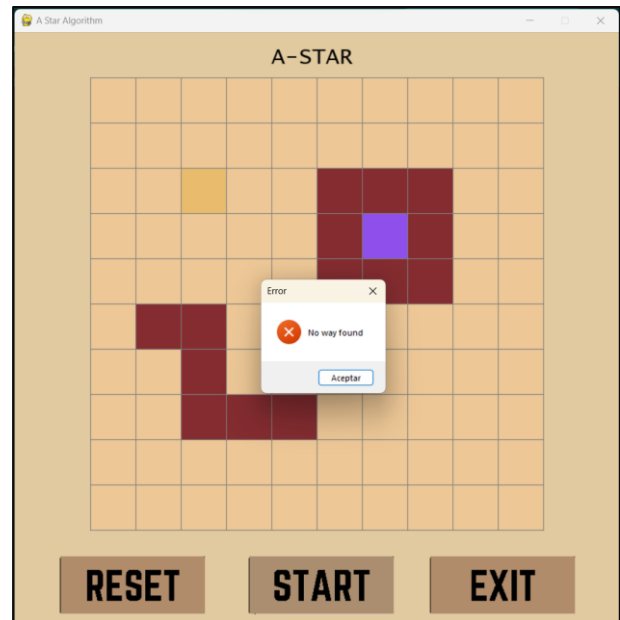 A Star Algorithm
A-STAR
Error
No way found
Aceptar
RESET
START
EXIT